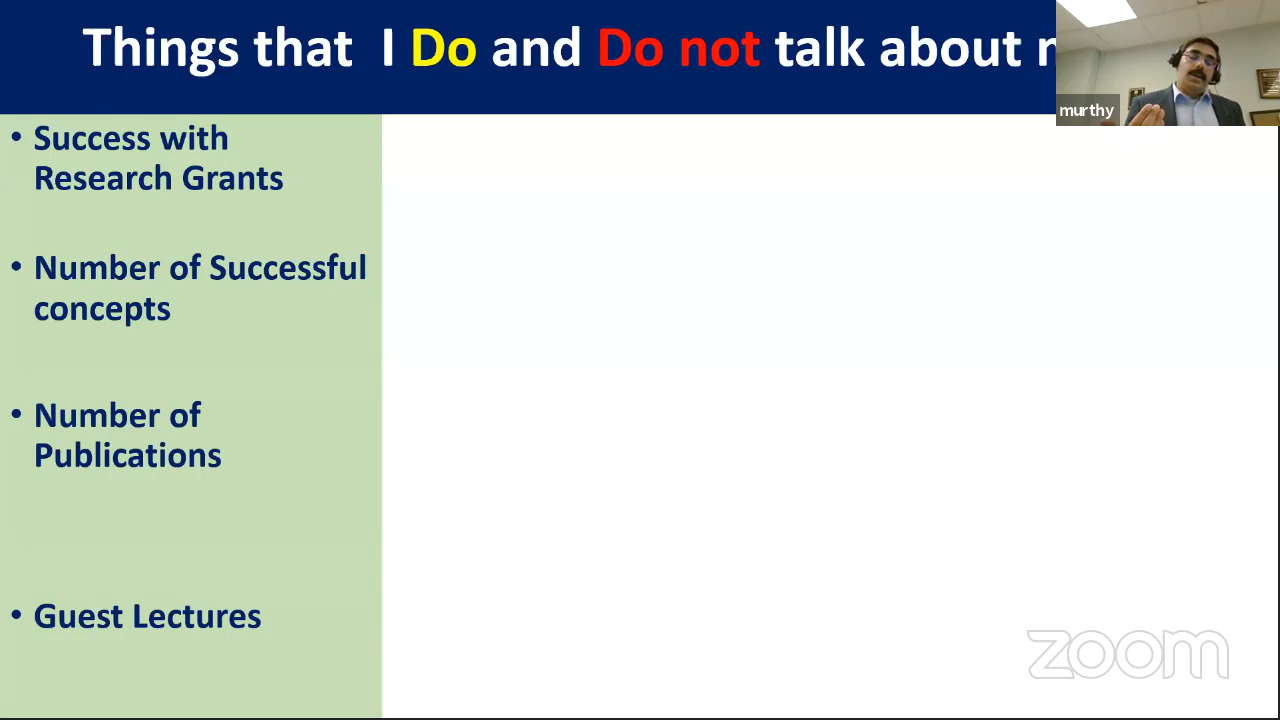 Things that I Do and Do not talk about
murthy
• Success with
Research Grants
• Number of Successful
concepts
• Number of
Publications
• Guest Lectures
zoom